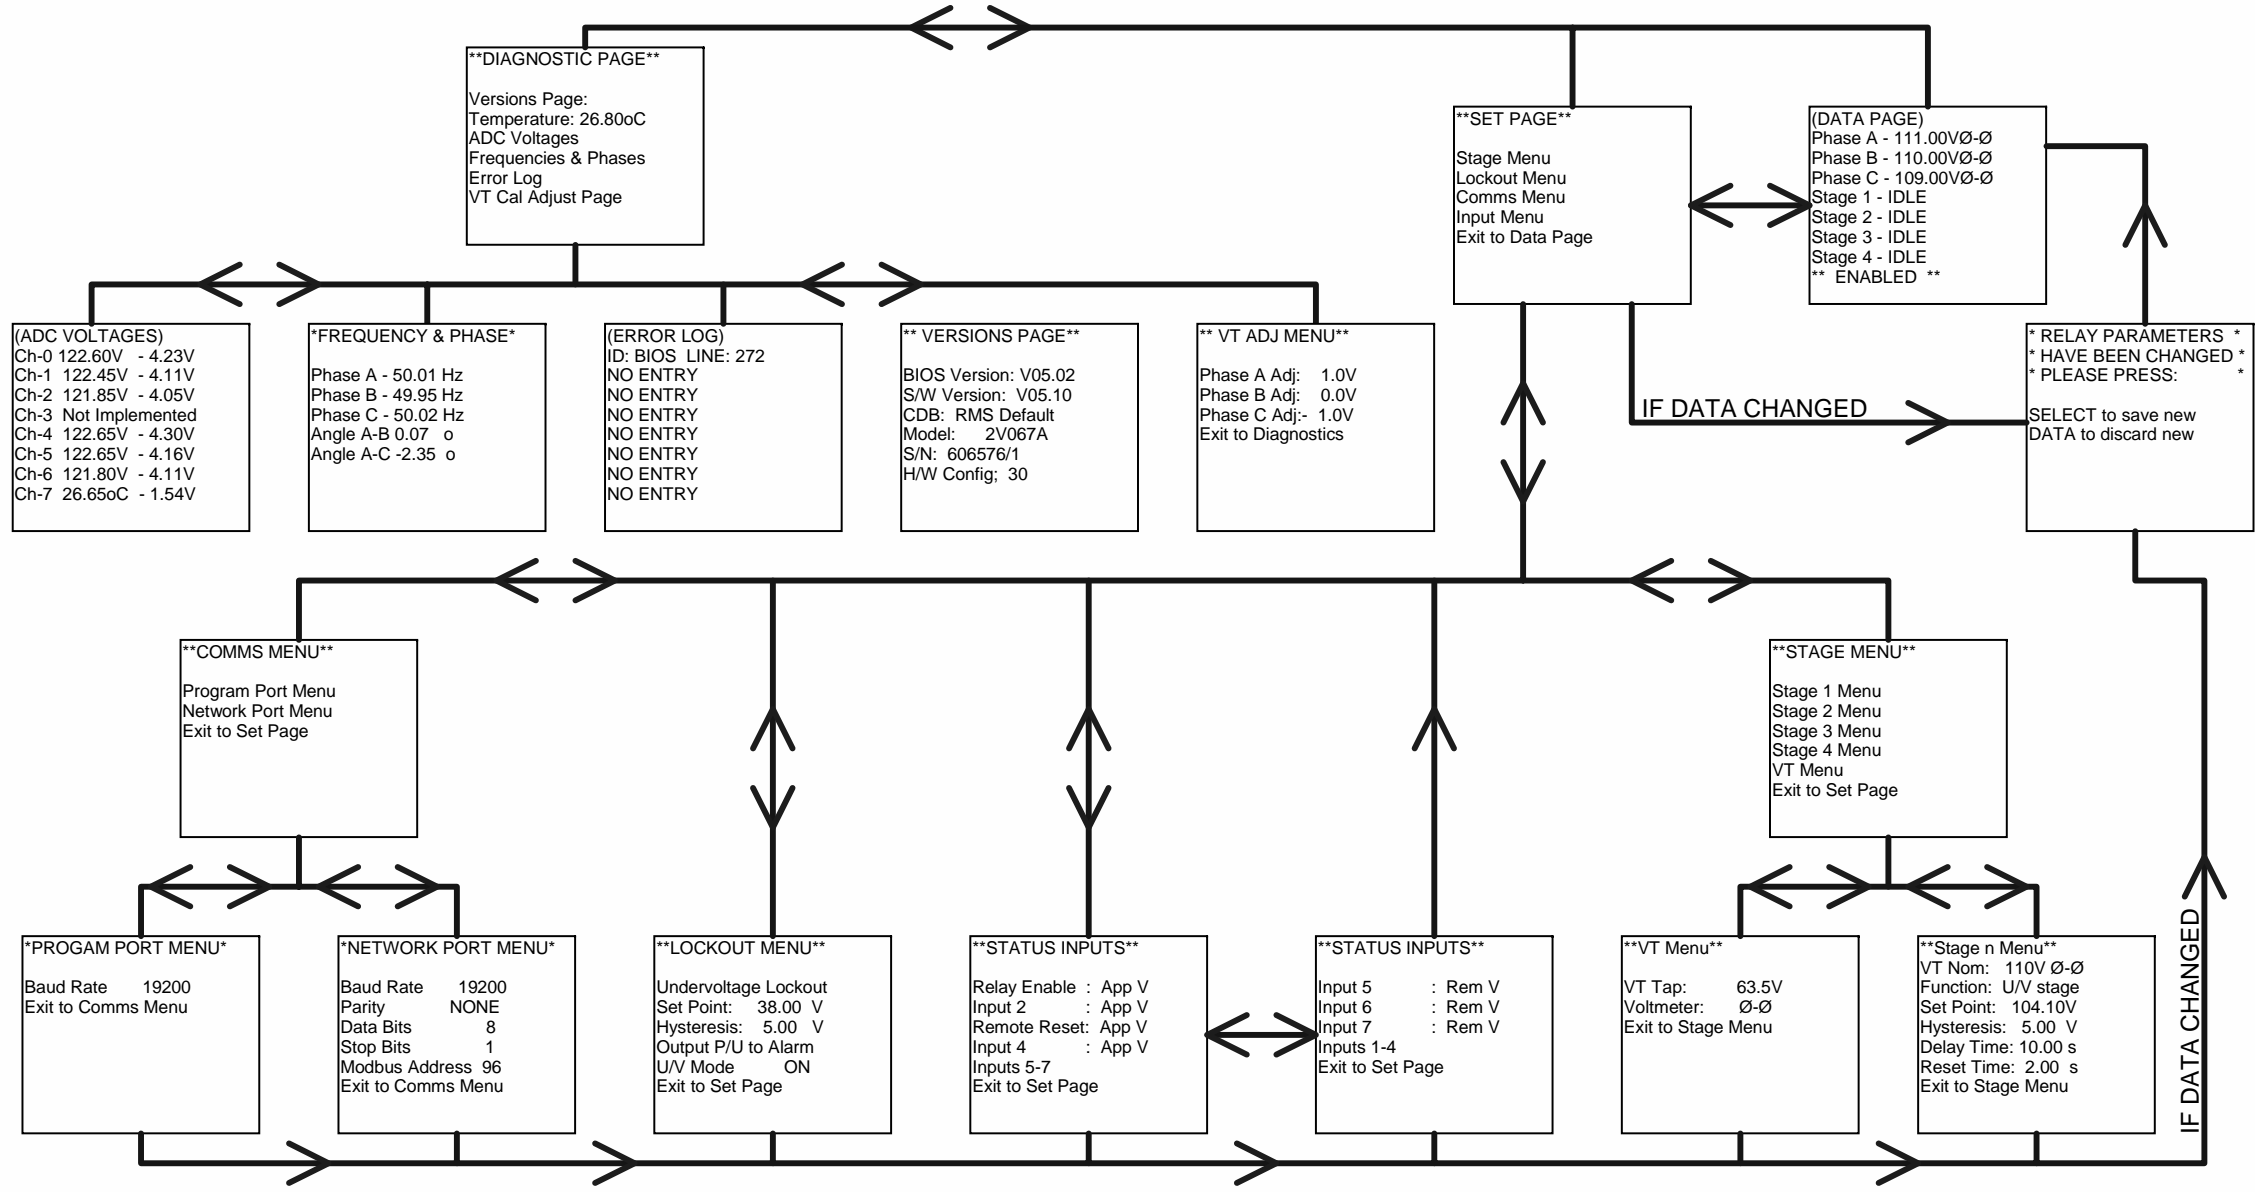 **DIAGNOSTIC PAGE**
Versions Page:
Temperature: 26.80oC
ADC Voltages
Frequencies & Phases
Error Log
VT Cal Adjust Page
**SET PAGE**
Stage Menu
Lockout Menu
Comms Menu
Input Menu
Exit to Data Page
(DATA PAGE)
Phase A - 111.00VØ-Ø
Phase B - 110.00VØ-Ø
Phase C - 109.00VØ-Ø
Stage 1 - IDLE
Stage 2 - IDLE
Stage 3 - IDLE
Stage 4 - IDLE
** ENABLED **
(ADC VOLTAGES)
Ch-0 122.60V - 4.23V
Ch-1 122.45V - 4.11V
Ch-2 121.85V - 4.05V
Ch-3 Not Implemented
Ch-4 122.65V - 4.30V
Ch-5 122.65V - 4.16V
Ch-6 121.80V - 4.11V
Ch-7 26.65oC - 1.54V
*FREQUENCY & PHASE*
Phase A - 50.01 Hz
Phase B - 49.95 Hz
Phase C - 50.02 Hz
Angle A-B 0.07 o
Angle A-C -2.35 o
(ERROR LOG)
ID: BIOS LINE: 272
NO ENTRY
NO ENTRY
NO ENTRY
NO ENTRY
NO ENTRY
NO ENTRY
NO ENTRY
** VERSIONS PAGE**
BIOS Version: V05.02
S/W Version: V05.10
CDB: RMS Default
Model: 2V067A
S/N: 606576/1
H/W Config; 30
** VT ADJ MENU**
Phase A Adj: 1.0V
Phase B Adj: 0.0V
Phase C Adj:- 1.0V
Exit to Diagnostics
IF DATA CHANGED
* RELAY PARAMETERS *
* HAVE BEEN CHANGED *
* PLEASE PRESS: *
SELECT to save new
DATA to discard new
**COMMS MENU**
Program Port Menu
Network Port Menu
Exit to Set Page
**STAGE MENU**
Stage 1 Menu
Stage 2 Menu
Stage 3 Menu
Stage 4 Menu
VT Menu
Exit to Set Page
*PROGAM PORT MENU*
Baud Rate 19200
Exit to Comms Menu
*NETWORK PORT MENU*
Baud Rate 19200
Parity NONE
Data Bits 8
Stop Bits 1
Modbus Address 96
Exit to Comms Menu
**LOCKOUT MENU**
Undervoltage Lockout
Set Point: 38.00 V
Hysteresis: 5.00 V
Output P/U to Alarm
U/V Mode ON
Exit to Set Page
**STATUS INPUTS**
Relay Enable : App V
Input 2 : App V
Remote Reset: App V
Input 4 : App V
Inputs 5-7
Exit to Set Page
**STATUS INPUTS**
Input 5 : Rem V
Input 6 : Rem V
Input 7 : Rem V
Inputs 1-4
Exit to Set Page
**VT Menu**
VT Tap: 63.5V
Voltmeter: Ø-Ø
Exit to Stage Menu
**Stage n Menu**
VT Nom: 110V Ø-Ø
Function: U/V stage
Set Point: 104.10V
Hysteresis: 5.00 V
Delay Time: 10.00 s
Reset Time: 2.00 s
Exit to Stage Menu
IF DATA CHANGED